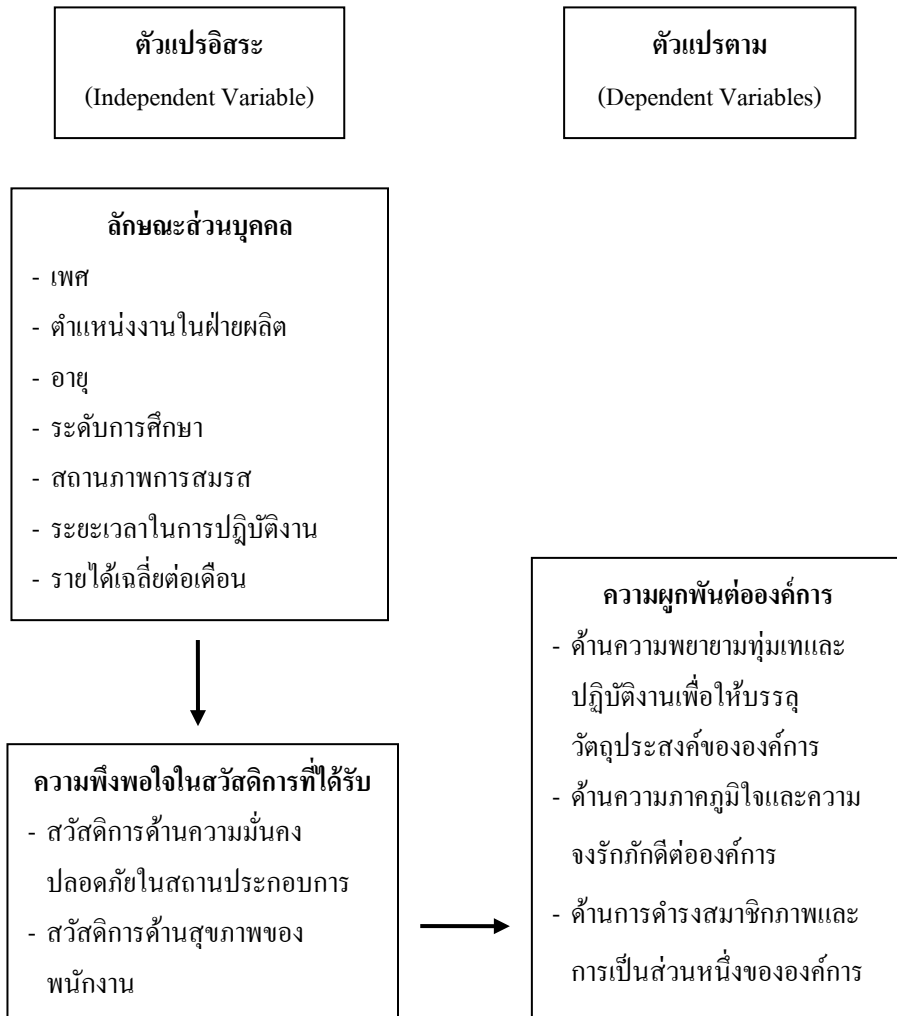 ตัวแปรอิสระ
(Independent Variable)
ตัวแปรตาม
(Dependent Variables)
ลักษณะส่วนบุคคล
- เพศ
- ตำแหน่งงานในฝ่ายผลิต
- อายุ
- ระดับการศึกษา
- สถานภาพการสมรส
- ระยะเวลาในการปฏิบัติงาน
- รายได้เฉลี่ยต่อเดือน
ความพึงพอใจในสวัสดิการที่ได้รับ
- สวัสดิการด้านความมั่นคง
ปลอดภัยในสถานประกอบการ
- สวัสดิการด้านสุขภาพของ
พนักงาน
ความผูกพันต่อองค์การ
- ด้านความพยายามทุ่มเทและ
ปฏิบัติงานเพื่อให้บรรลุ
วัตถุประสงค์ขององค์การ
- ด้านความภาคภูมิใจและความ
จงรักภักดีต่อองค์การ
- ด้านการดำรงสมาชิกภาพและ
การเป็นส่วนหนึ่งขององค์การ